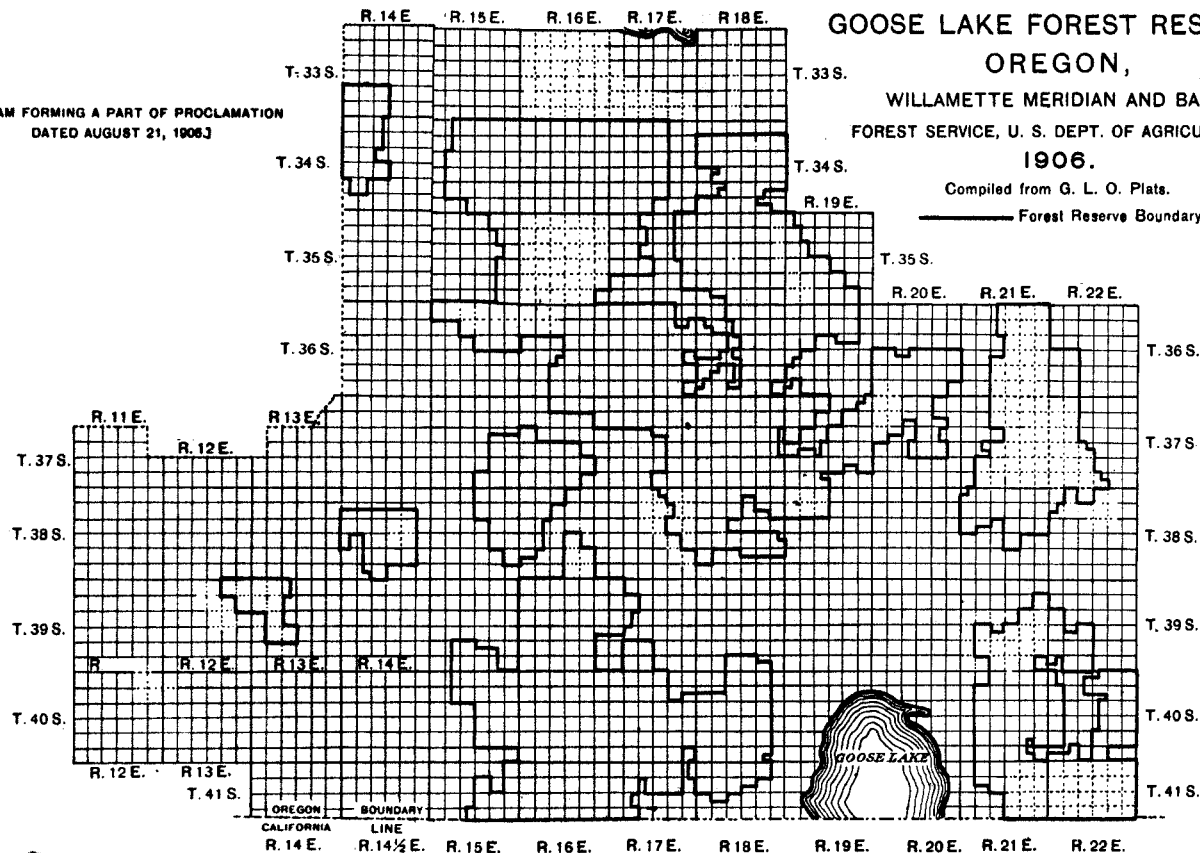 GOOSE LAKE FOREST RES
OREGON,
WILLAMETTE MERIDIAN AND BA
FOREST SERVICE, U. S. DEPT. OF AGRICU
1906.
Compiled from G. L. O. Plats.
Forest Reserve Boundary
AM FORMING A PART OF PROCLAMATION
DATED AUGUST 21, 1906.]
R. 14 E. R. 15 E. R. 16 E. R. 17 E. R 18 E.
T. 33 S. T. 33 S.
T. 34 S. T. 34 S.
R. 19 E.
T. 35 S. T. 35 S.
R. 20 E. R. 21 E. R. 22 E.
T. 36 S. T. 36 S.
R. 11 E. R. 12 E. R 13 E.
T. 37 S. T. 37 S.
T. 38 S. T. 38 S.
T. 39 S. T. 39 S.
R R. 12 E. R. 13 E. R. 14 E.
T. 40 S. T. 40 S.
GOOSE LAKE
R. 12 E. R 13 E.
T. 41 S. T. 41 S.
OREGON BOUNDARY
CALIFORNIA LINE
R. 14 E. R. 14½ E. R. 15 E. R. 16 E. R. 17 E. R. 18 E. R. 19 E. R. 20 E. R. 21 E. R. 22 E.